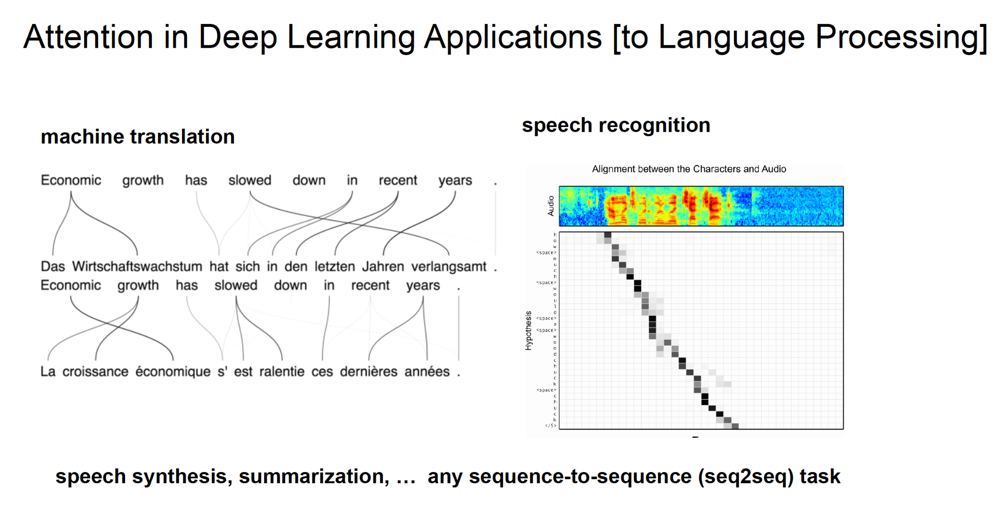 Attention in Deep Learning Applications [to Language Processing]
machine translation
Economic growth has slowed down in recent years .
Das Wirtschaftswachstum hat sich in den letzten Jahren verlangsamt .
Economic growth has slowed down in recent years .
La croissance économique s' est ralentie ces dernières années .
speech recognition
Alignment between the Characters and Audio
Audio
Hypothesis
h
o
w
<space>
m
u
c
h
<space>
w
o
u
l
d
<space>
a
<space>
w
o
o
d
c
h
u
c
k
<space>
c
h
u
c
k
</S>
speech synthesis, summarization, … any sequence-to-sequence (seq2seq) task